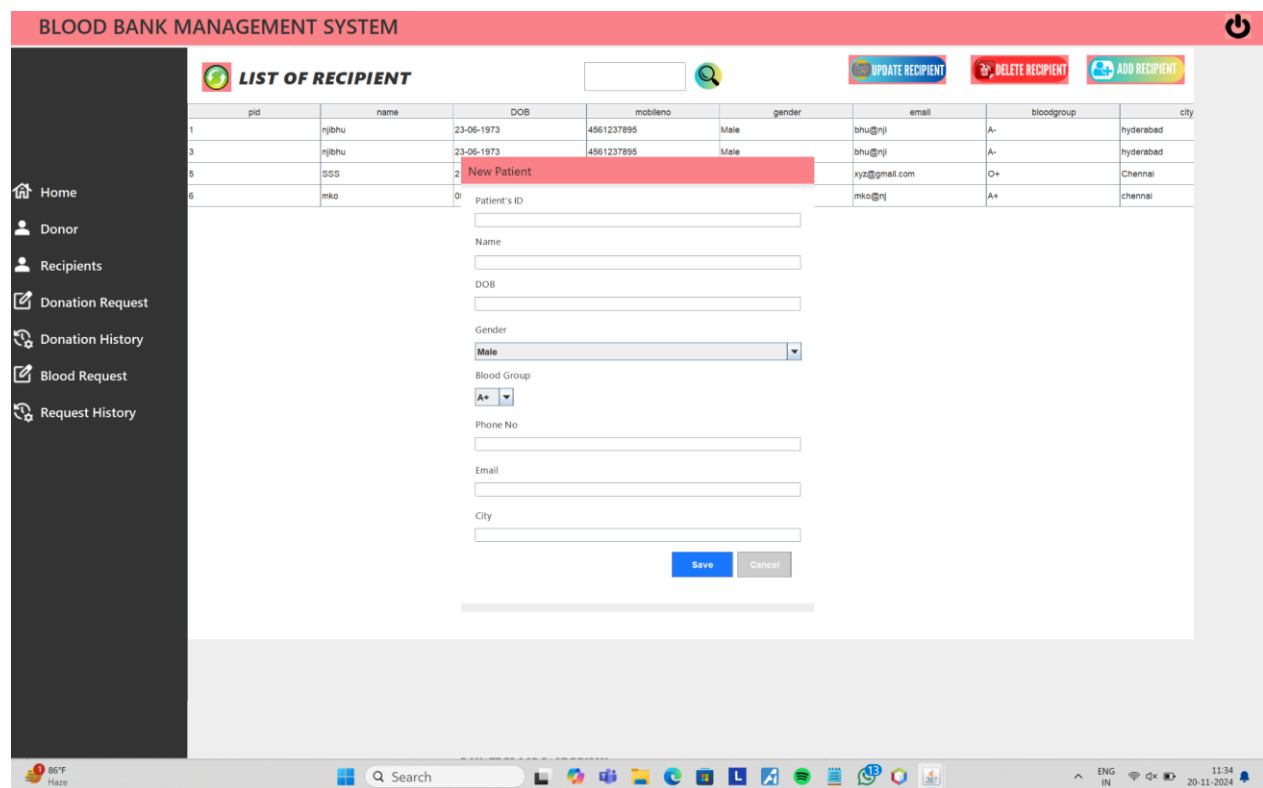 BLOOD BANK MANAGEMENT SYSTEM
LIST OF RECIPIENT
UPDATE RECIPIENT
DELETE RECIPIENT
ADD RECIPIENT
pid name DOB mobileno gender email bloodgroup city
1 njibhu 23-06-1973 4561237895 Male bhu@nji A- hyderabad
3 njibhu 23-06-1973 4561237895 Male bhu@nji A- hyderabad
5 SSS 2 xyz@gmail.com O+ Chennai
6 mko 0 mko@nj A+ chennai
Home
Donor
Recipients
Donation Request
Donation History
Blood Request
Request History
New Patient
Patient's ID
Name
DOB
Gender
Male
Blood Group
A+
Phone No
Email
City
Save Cancel
1
86°F
Haze
Search
L
13
ENG
IN
11:34
20-11-2024